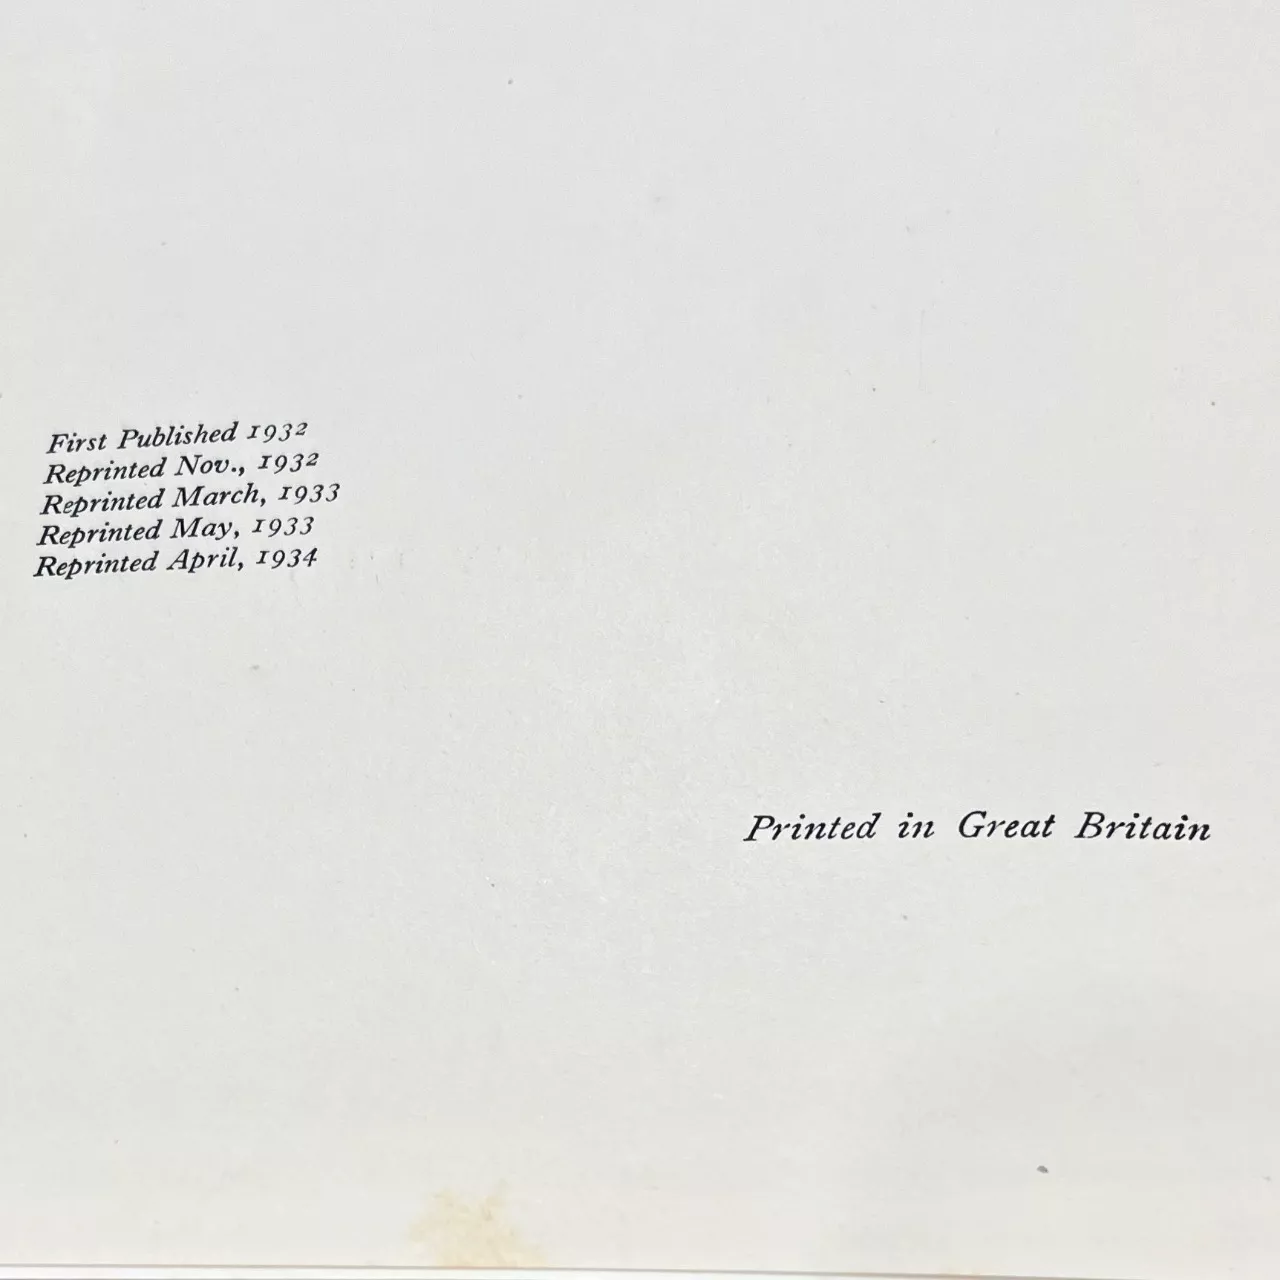 First Published 1932
Reprinted Nov., 1932
Reprinted March, 1933
Reprinted May, 1933
Reprinted April, 1934
Printed in Great Britain